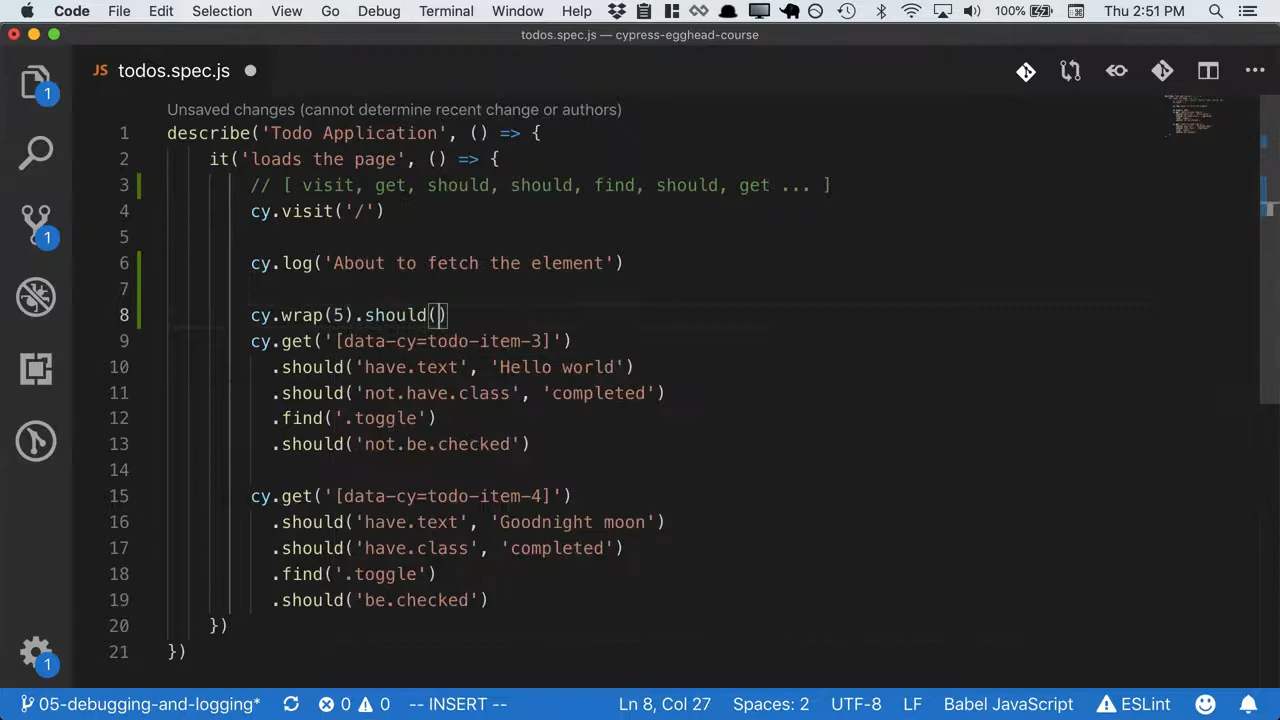 Code File Edit Selection View Go Debug Terminal Window Help 100% Thu 2:51 PM
todos.spec.js — cypress-egghead-course
JS todos.spec.js
Unsaved changes (cannot determine recent change or authors)
1 describe('Todo Application', () => {
2 it('loads the page', () => {
3 // [ visit, get, should, should, find, should, get ... ]
4 cy.visit('/')
5
6 cy.log('About to fetch the element')
7
8 cy.wrap(5).should()
9 cy.get('[data-cy=todo-item-3]')
10 .should('have.text', 'Hello world')
11 .should('not.have.class', 'completed')
12 .find('.toggle')
13 .should('not.be.checked')
14
15 cy.get('[data-cy=todo-item-4]')
16 .should('have.text', 'Goodnight moon')
17 .should('have.class', 'completed')
18 .find('.toggle')
19 .should('be.checked')
20 })
21 })
1
1
1
05-debugging-and-logging* 0 0 -- INSERT -- Ln 8, Col 27 Spaces: 2 UTF-8 LF Babel JavaScript ESLint